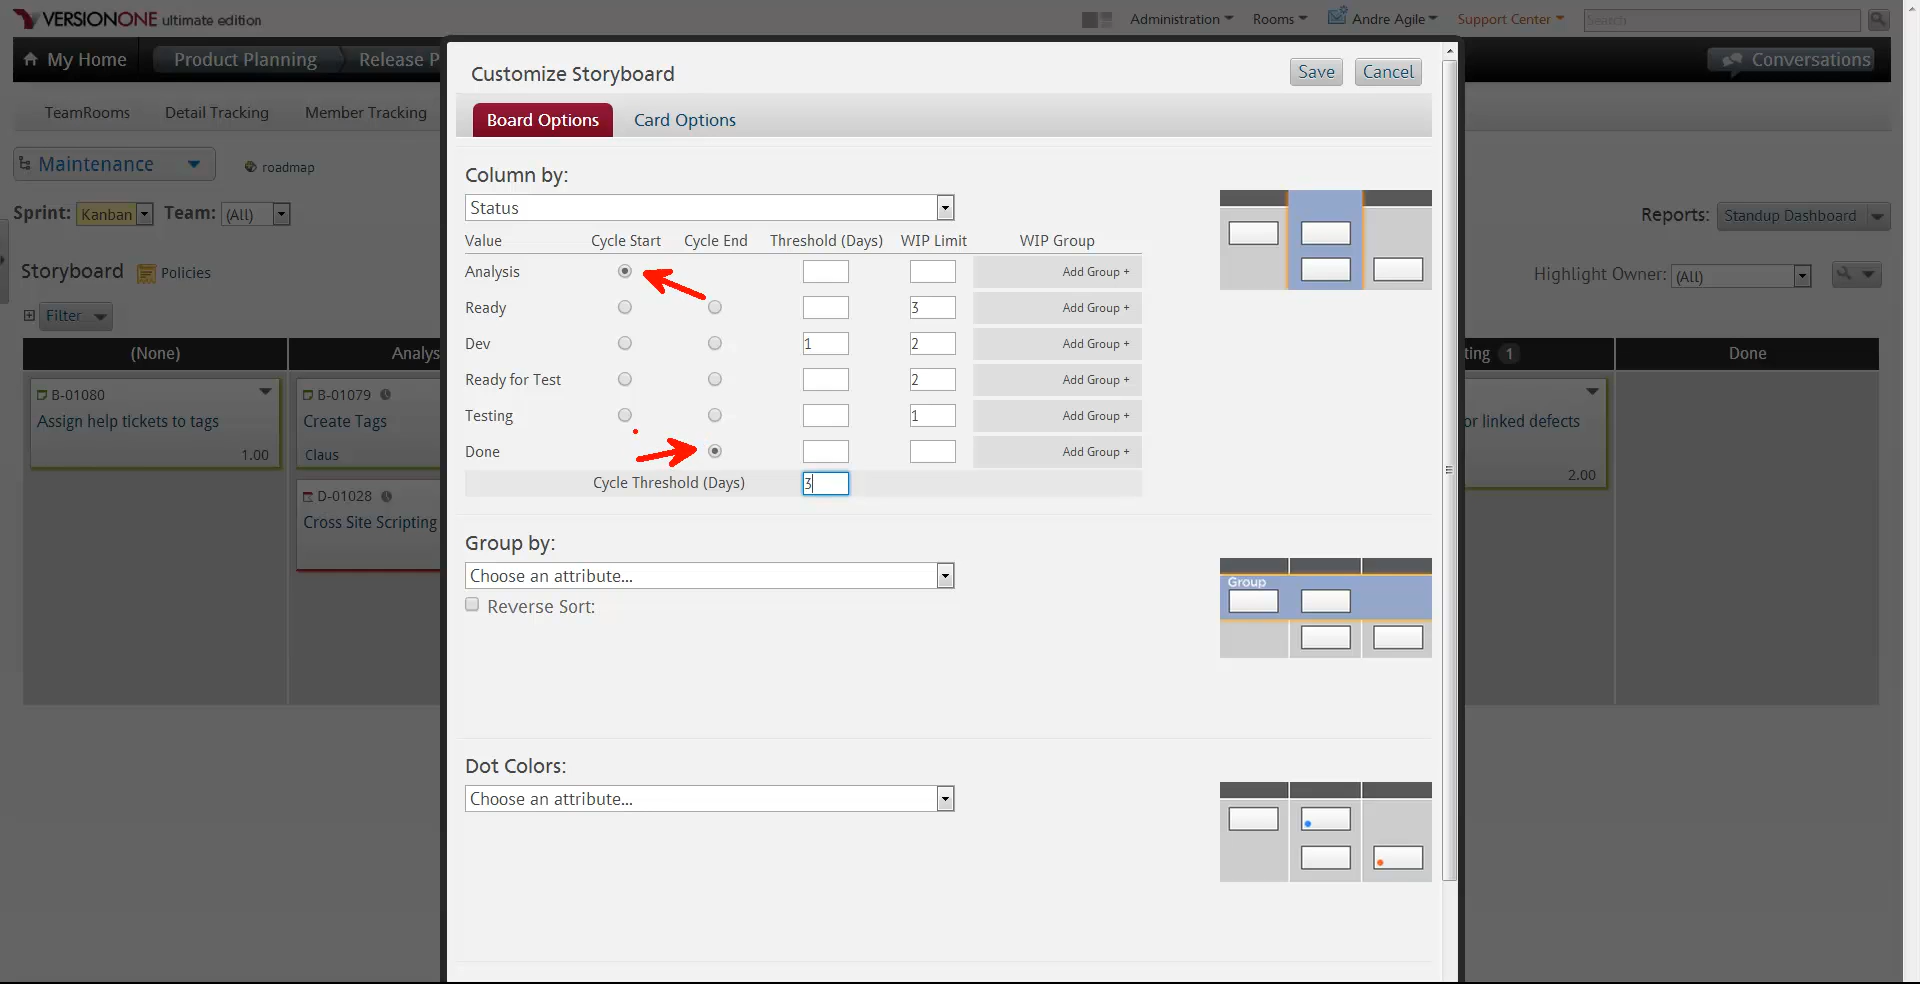 VERSIONONE ultimate edition
Administration Rooms Andre Agile Support Center Search
My Home Product Planning Release P Conversations
Customize Storyboard Save Cancel
TeamRooms Detail Tracking Member Tracking
Board Options Card Options
Maintenance roadmap
Column by:
Status
Sprint: Kanban Team: (All)
Reports: Standup Dashboard
Value Cycle Start Cycle End Threshold (Days) WIP Limit WIP Group
Storyboard Policies
Highlight Owner: (All)
Analysis Add Group +
Ready 3 Add Group +
Filter
Dev 1 2 Add Group +
(None) Analys ting 1 Done
Ready for Test 2 Add Group +
B-01080 B-01079
Assign help tickets to tags Create Tags or linked defects
Testing 1 Add Group +
Done Add Group +
1.00 Claus 2.00
Cycle Threshold (Days) 3
D-01028
Cross Site Scripting
Group by:
Choose an attribute...
Group
Reverse Sort:
Dot Colors:
Choose an attribute...